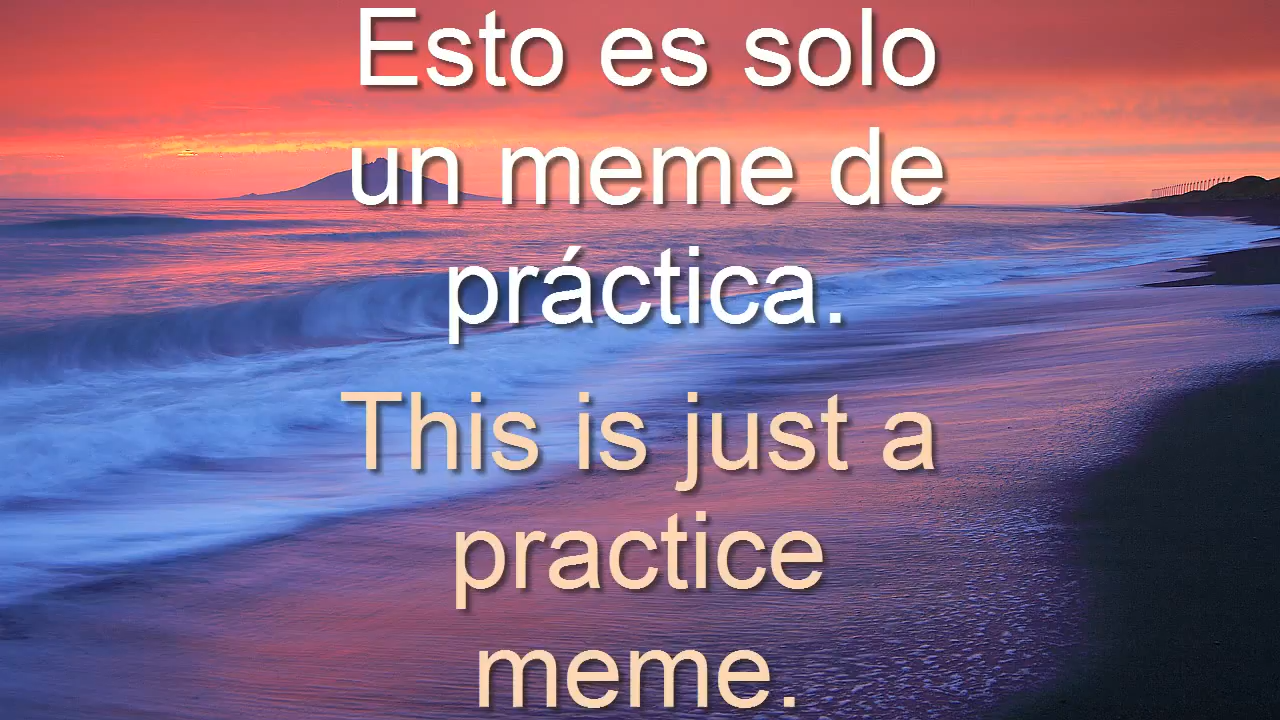 Esto es solo
un meme de
práctica.
This is just a
practice
meme.